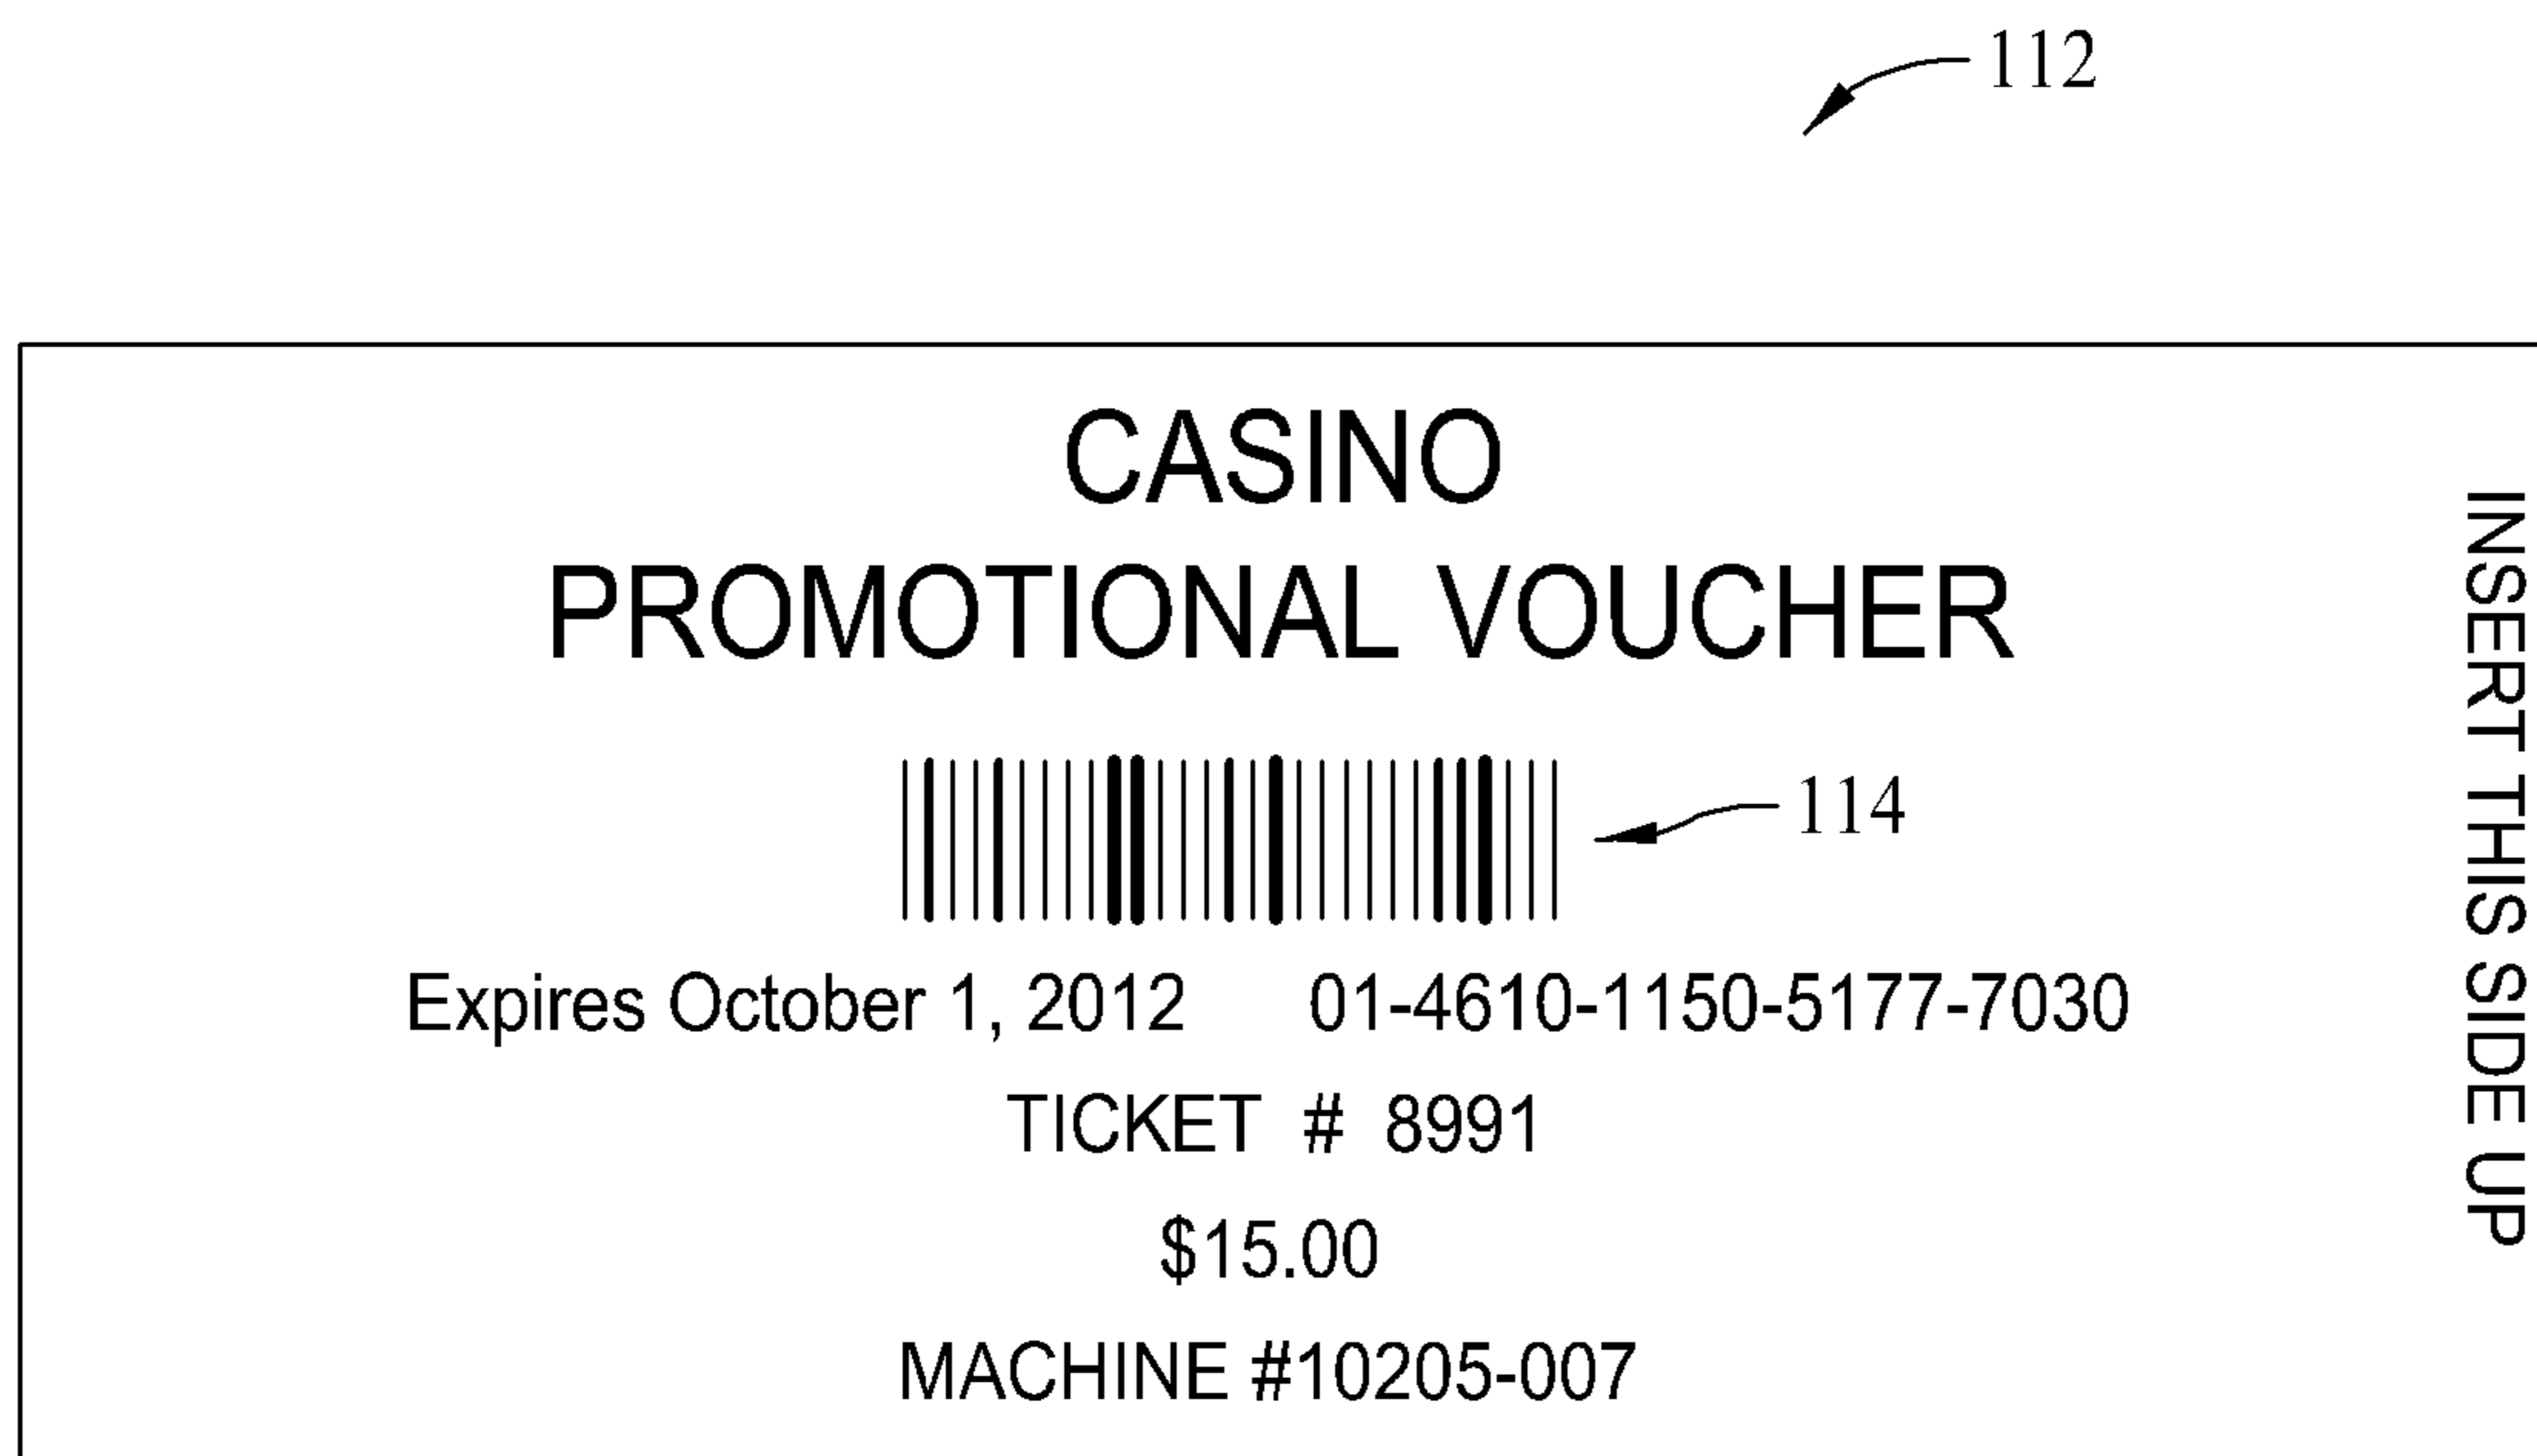 112
CASINO
PROMOTIONAL VOUCHER
114
Expires October 1, 2012 01-4610-1150-5177-7030
TICKET # 8991
$15.00
MACHINE #10205-007
INSERT THIS SIDE UP